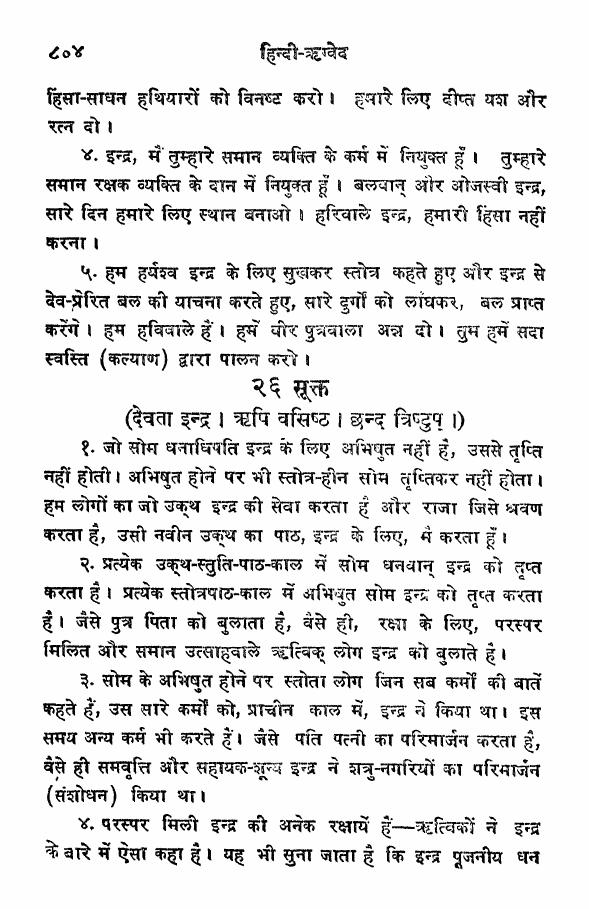 ८०४ हिन्दी-ऋग्वेद
हिंसा-साधन हथियारों को विनष्ट करो। हमारे लिए दीप्त यश और
रत्न दो।
४. इन्द्र, मैं तुम्हारे समान व्यक्ति के कर्म में नियुक्त हूँ। तुम्हारे
समान रक्षक व्यक्ति के दान में नियुक्त हूँ। बलवान् और ओजस्वी इन्द्र,
सारे दिन हमारे लिए स्थान बनाओ। हरिवाले इन्द्र, हमारी हिंसा नहीं
करना।
५. हम हर्यश्व इन्द्र के लिए सुखकर स्तोत्र कहते हुए और इन्द्र से
देव-प्रेरित बल की याचना करते हुए, सारे दुर्गों को लांघकर, बल प्राप्त
करेंगे। हम हविवाले हैं। हमें वीर पुत्रवाला अन्न दो। तुम हमें सदा
स्वस्ति (कल्याण) द्वारा पालन करो।
२६ सूक्त
(देवता इन्द्र। ऋषि वसिष्ठ। छन्द त्रिष्टुप्।)
१. जो सोम धनाधिपति इन्द्र के लिए अभिषुत नहीं है, उससे तृप्ति
नहीं होती। अभिषुत होने पर भी स्तोत्र-हीन सोम तृप्तिकर नहीं होता।
हम लोगों का जो उक्थ इन्द्र की सेवा करता है और राजा जिसे श्रवण
करता है, उसी नवीन उक्थ का पाठ, इन्द्र के लिए, मैं करता हूँ।
२. प्रत्येक उक्थ-स्तुति-पाठ-काल में सोम धनवान् इन्द्र को तृप्त
करता है। प्रत्येक स्तोत्रपाठ-काल में अभिषुत सोम इन्द्र को तृप्त करता
है। जैसे पुत्र पिता को बुलाता है, वैसे ही, रक्षा के लिए, परस्पर
मिलित और समान उत्साहवाले ऋत्विक् लोग इन्द्र को बुलाते है।
३. सोम के अभिषुत होने पर स्तोता लोग जिन सब कर्मों की बातें
कहते हैं, उस सारे कर्मों को, प्राचीन काल में, इन्द्र ने किया था। इस
समय अन्य कर्म भी करते हैं। जैसे पति पत्नी का परिमार्जन करता है,
वैसे ही समवृत्ति और सहायक-शून्य इन्द्र ने शत्रु-नगरियों का परिमार्जन
(संशोधन) किया था।
४. परस्पर मिली इन्द्र की अनेक रक्षायें हैं—ऋत्विकों ने इन्द्र
के बारे में ऐसा कहा है। यह भी सुना जाता है कि इन्द्र पूजनीय धन